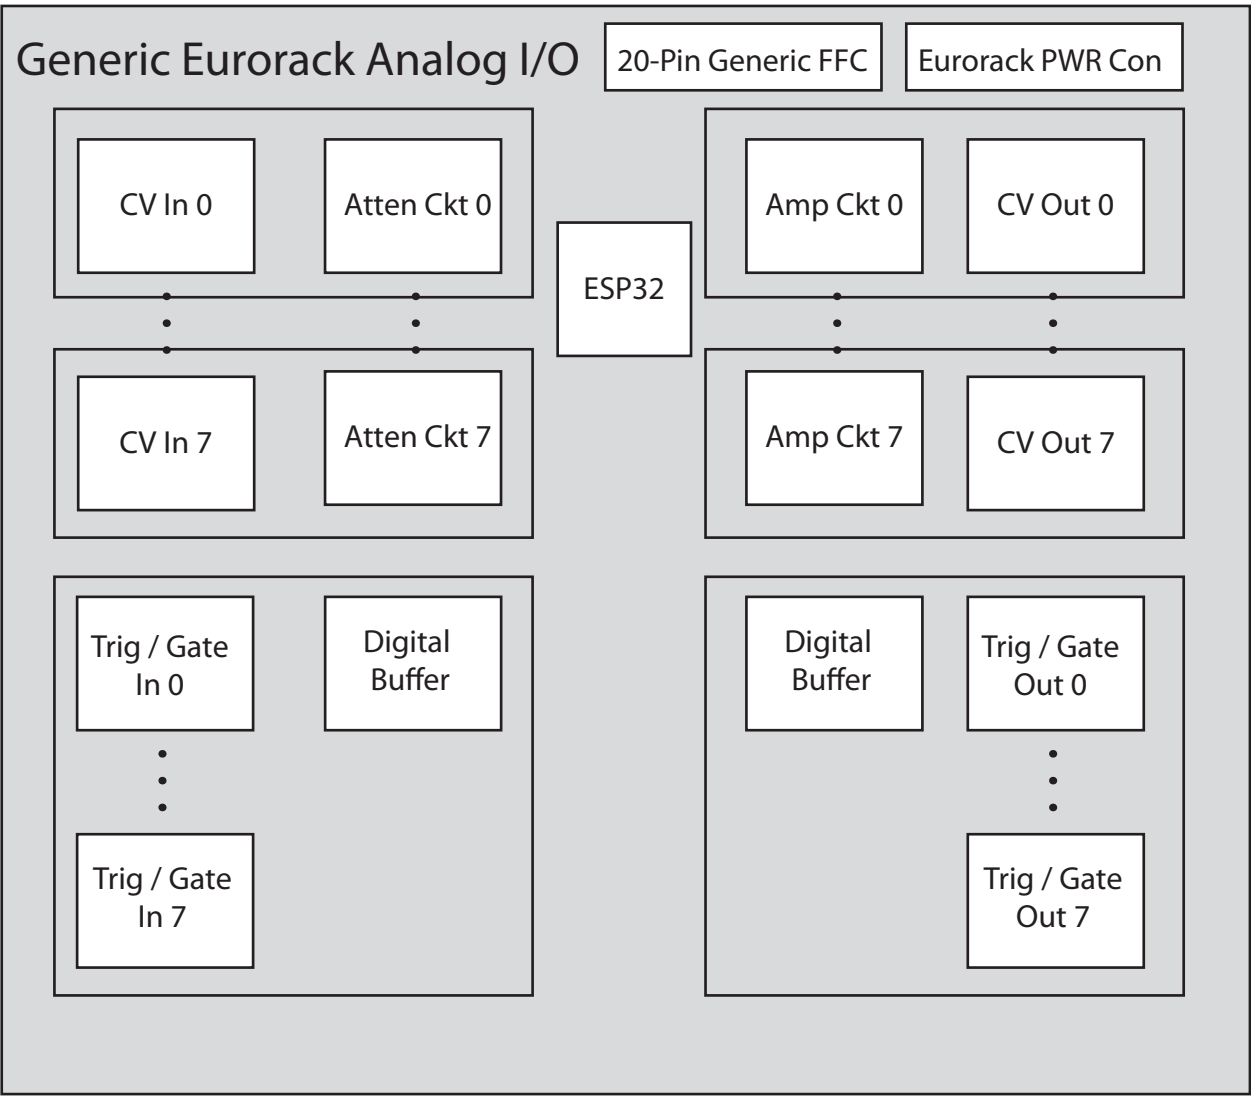 Generic Eurorack Analog I/O
20-Pin Generic FFC
Eurorack PWR Con
CV In 0
Atten Ckt 0
Amp Ckt 0
CV Out 0
ESP32
CV In 7
Atten Ckt 7
Amp Ckt 7
CV Out 7
Trig / Gate
In 0
Digital
Buffer
Digital
Buffer
Trig / Gate
Out 0
Trig / Gate
In 7
Trig / Gate
Out 7